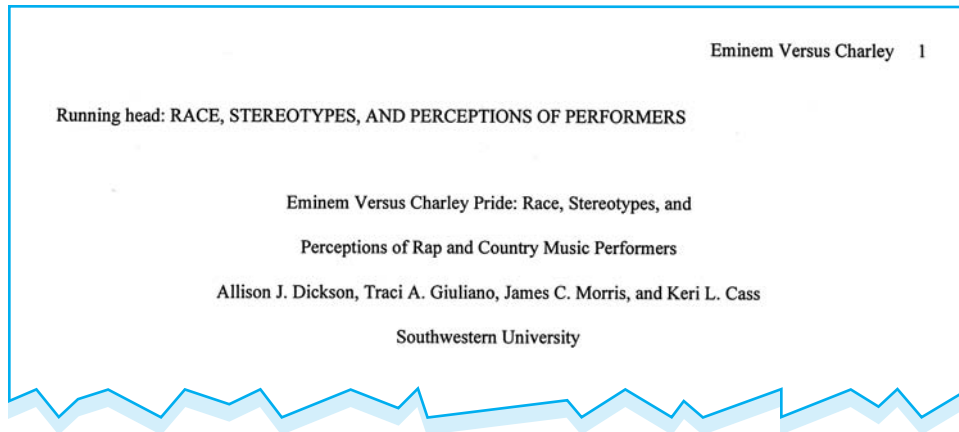 Eminem Versus Charley 1
Running head: RACE, STEREOTYPES, AND PERCEPTIONS OF PERFORMERS
Eminem Versus Charley Pride: Race, Stereotypes, and
Perceptions of Rap and Country Music Performers
Allison J. Dickson, Traci A. Giuliano, James C. Morris, and Keri L. Cass
Southwestern University